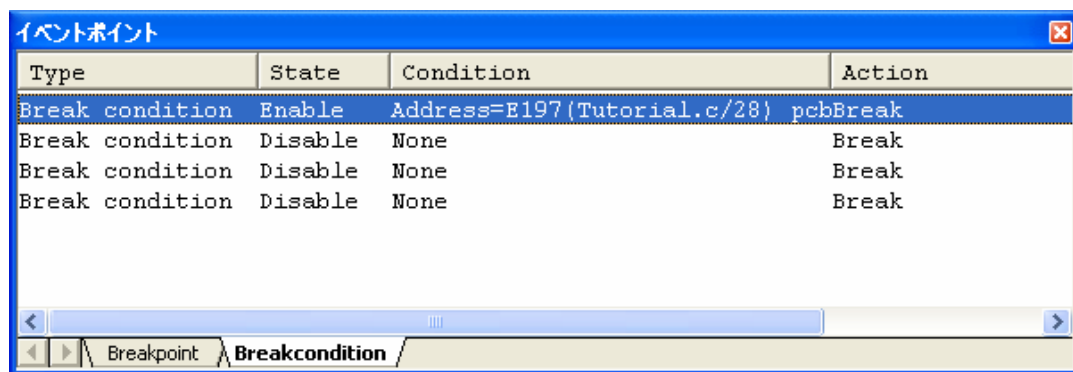 イベントポイント
Type State Condition Action
Break condition Enable Address=E197(Tutorial.c/28) pcbBreak
Break condition Disable None Break
Break condition Disable None Break
Break condition Disable None Break
Breakpoint Breakcondition